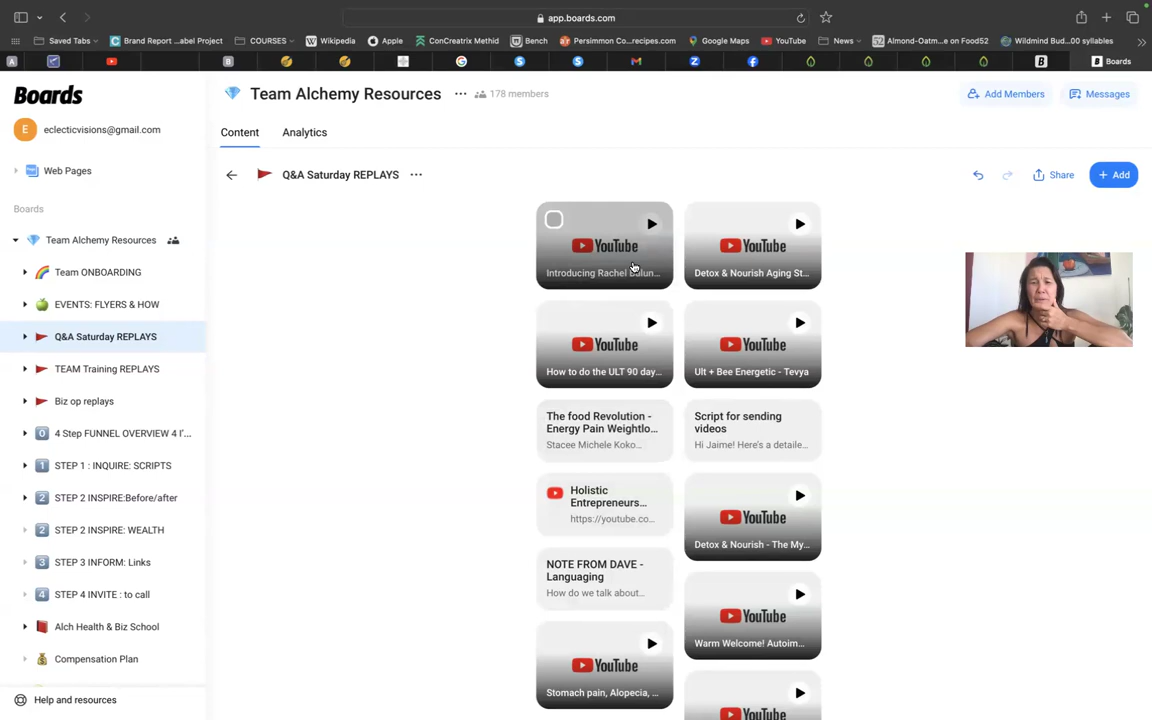 app.boards.com
Saved Tabs
Brand Report ...abel Project
COURSES
Wikipedia
Apple
ConCreatrix Methid
Bench
Persimmon Co...recipes.com
Google Maps
YouTube
News
Almond-Oatm...e on Food52
Wildmind Bud...00 syllables
Boards
Boards
Team Alchemy Resources
178 members
Add Members
Messages
E
eclecticvisions@gmail.com
Content
Analytics
Web Pages
Q&A Saturday REPLAYS
Share
+ Add
Boards
Team Alchemy Resources
Team ONBOARDING
EVENTS: FLYERS & HOW
Q&A Saturday REPLAYS
TEAM Training REPLAYS
Biz op replays
0 4 Step FUNNEL OVERVIEW 4 I'...
1 STEP 1 : INQUIRE: SCRIPTS
2 STEP 2 INSPIRE:Before/after
2 STEP 2 INSPIRE: WEALTH
3 STEP 3 INFORM: Links
4 STEP 4 INVITE : to call
Alch Health & Biz School
Compensation Plan
Help and resources
YouTube
YouTube
Detox & Nourish Aging St...
YouTube
How to do the ULT 90 day...
YouTube
Ult + Bee Energetic - Tevya
The food Revolution -
Energy Pain Weightlo...
Stacee Michele Koko...
Script for sending
videos
Hi Jaime! Here's a detaile...
Holistic
Entrepreneurs...
https://youtube.co...
YouTube
Detox & Nourish - The My...
NOTE FROM DAVE -
Languaging
How do we talk about...
YouTube
Warm Welcome! Autoim...
YouTube
Stomach pain, Alopecia, ...
YouTube